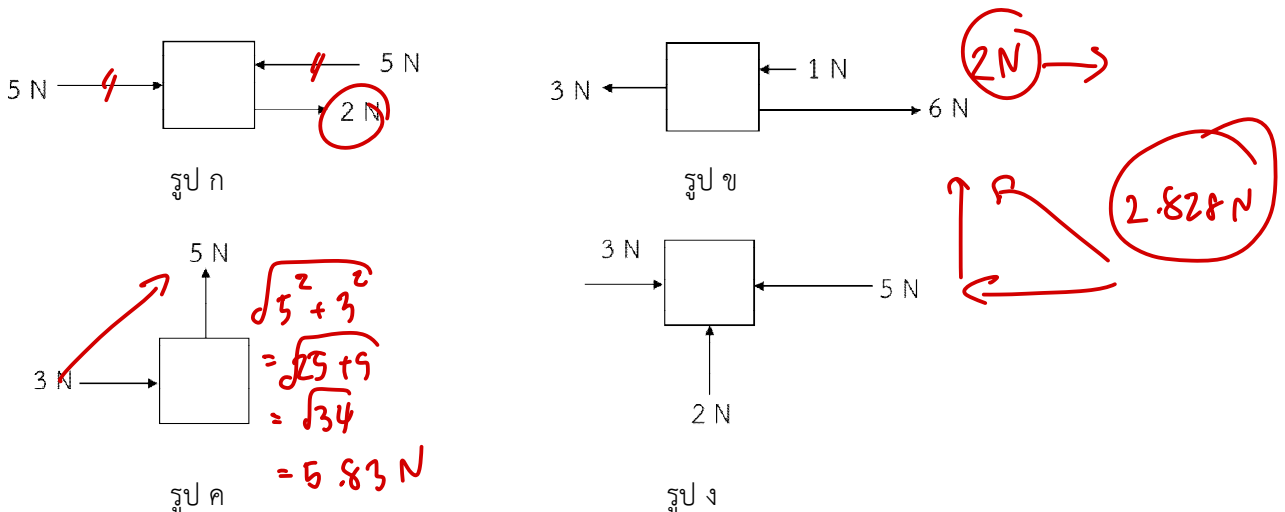 5 N
5 N
2 N
รูป ก
3 N
1 N
6 N
2N
รูป ข
5 N
3 N
√5² + 3²
= √25 + 9
= √34
= 5.83 N
รูป ค
3 N
5 N
2 N
2.828 N
รูป ง